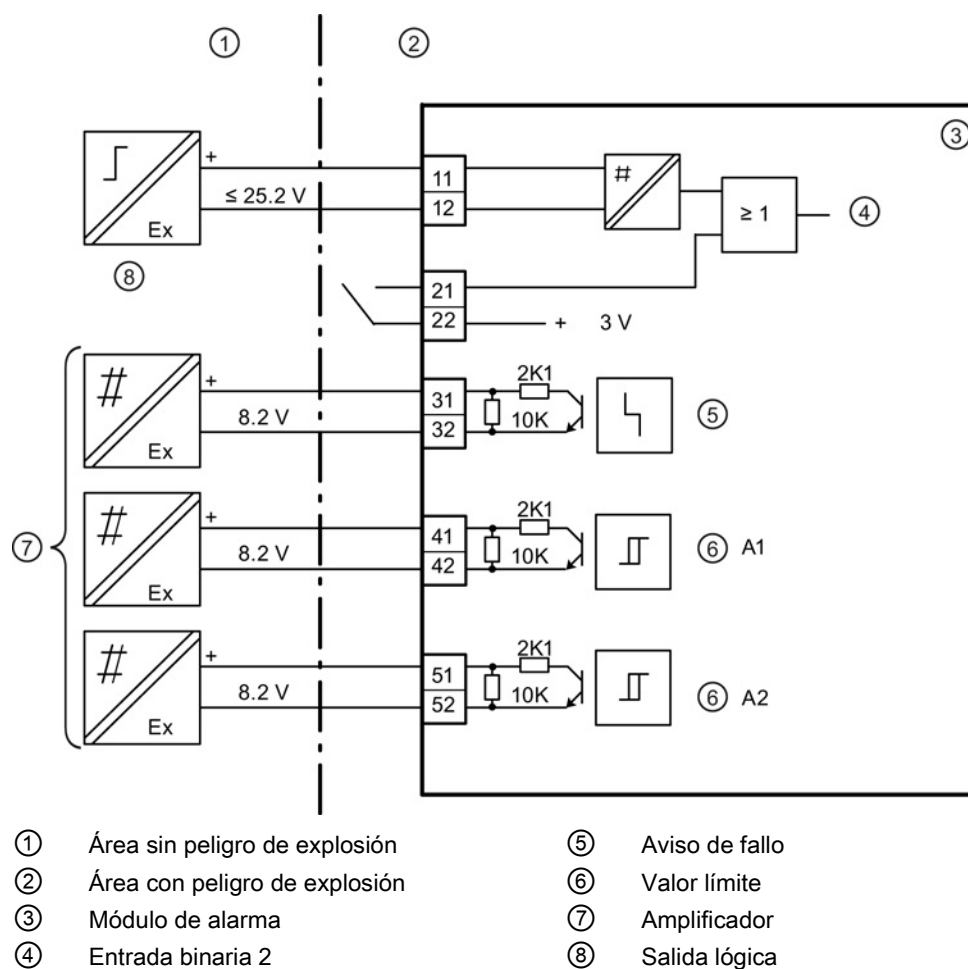 ① ②
③
+
≤ 25.2 V
Ex
⑧
11
12
#
≥ 1
④
21
22
+ 3 V
#
Ex
+
8.2 V
31
32
2K1
10K
⑤
⑦
#
Ex
+
8.2 V
41
42
2K1
10K
⑥ A1
#
Ex
+
8.2 V
51
52
2K1
10K
⑥ A2
① Área sin peligro de explosión
② Área con peligro de explosión
③ Módulo de alarma
④ Entrada binaria 2
⑤ Aviso de fallo
⑥ Valor límite
⑦ Amplificador
⑧ Salida lógica